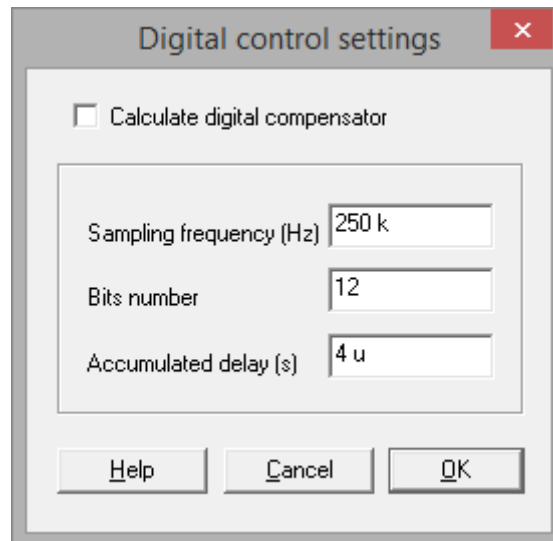 Digital control settings
Calculate digital compensator
Sampling frequency (Hz) 250 k
Bits number 12
Accumulated delay (s) 4 u
Help Cancel OK